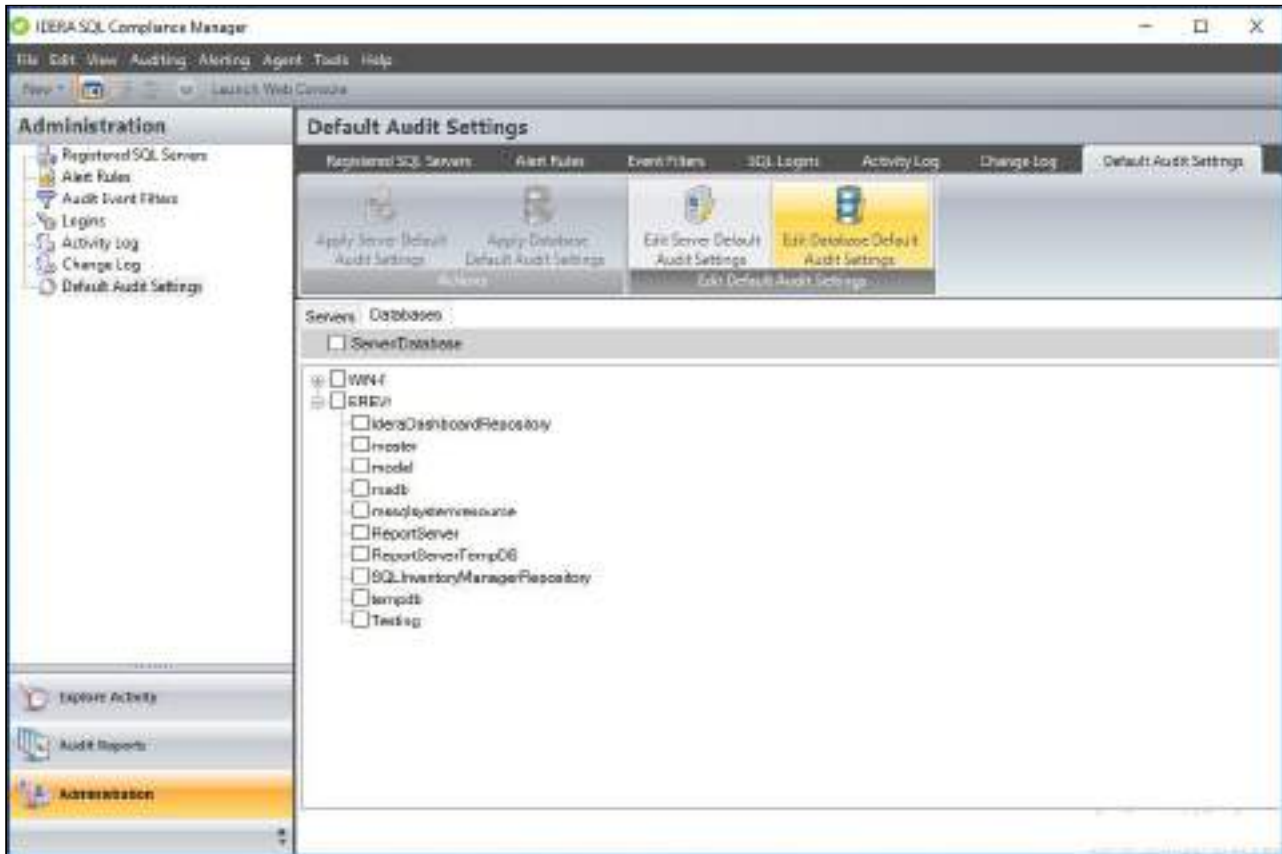 IDERA SQL Compliance Manager
File Edit View Auditing Alerting Agent Tools Help
New Launch Web Console
Administration
Registered SQL Servers
Alert Rules
Audit Event Filters
Logins
Activity Log
Change Log
Default Audit Settings
Explore Activity
Audit Reports
Administration
Default Audit Settings
Registered SQL Servers Alert Rules Event Filters SQL Logins Activity Log Change Log Default Audit Settings
Apply Server Default Audit Settings
Apply Database Default Audit Settings
Edit Server Default Audit Settings
Edit Database Default Audit Settings
Actions
Edit Default Audit Settings
Servers Databases
Server/Database
WIN-
EREV
IderaDashboardRepository
master
model
msdb
mssqlsystemresource
ReportServer
ReportServerTempDB
SQLInventoryManagerRepository
tempdb
Testing